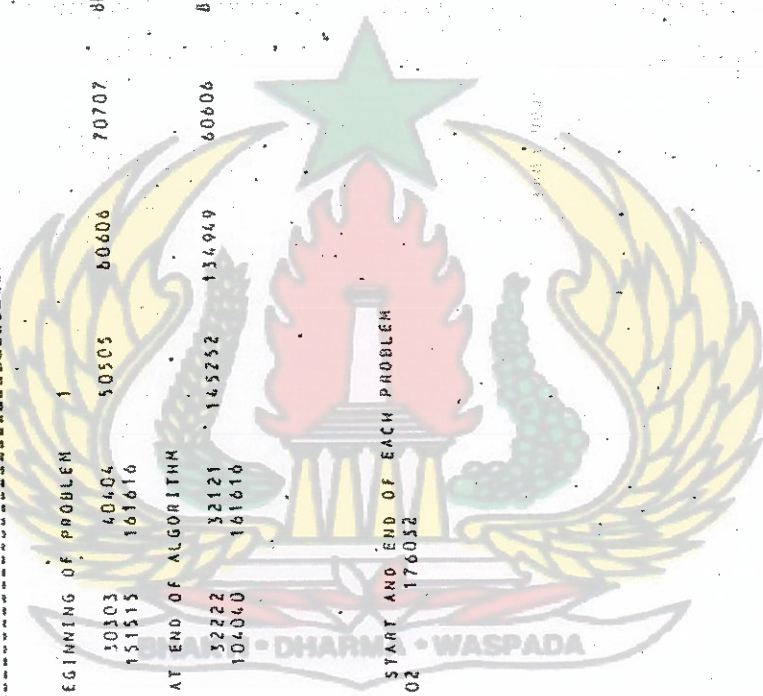 EGINNING OF PROBLEM 1
30303 40404 50505 60606 70707
151515 161616
AT END OF ALGORITHM
32222 32121 145252 134949 60606
104040 161616
START AND END OF EACH PROBLEM
02 176052
BHAKTI • DHARMA • WASPADA